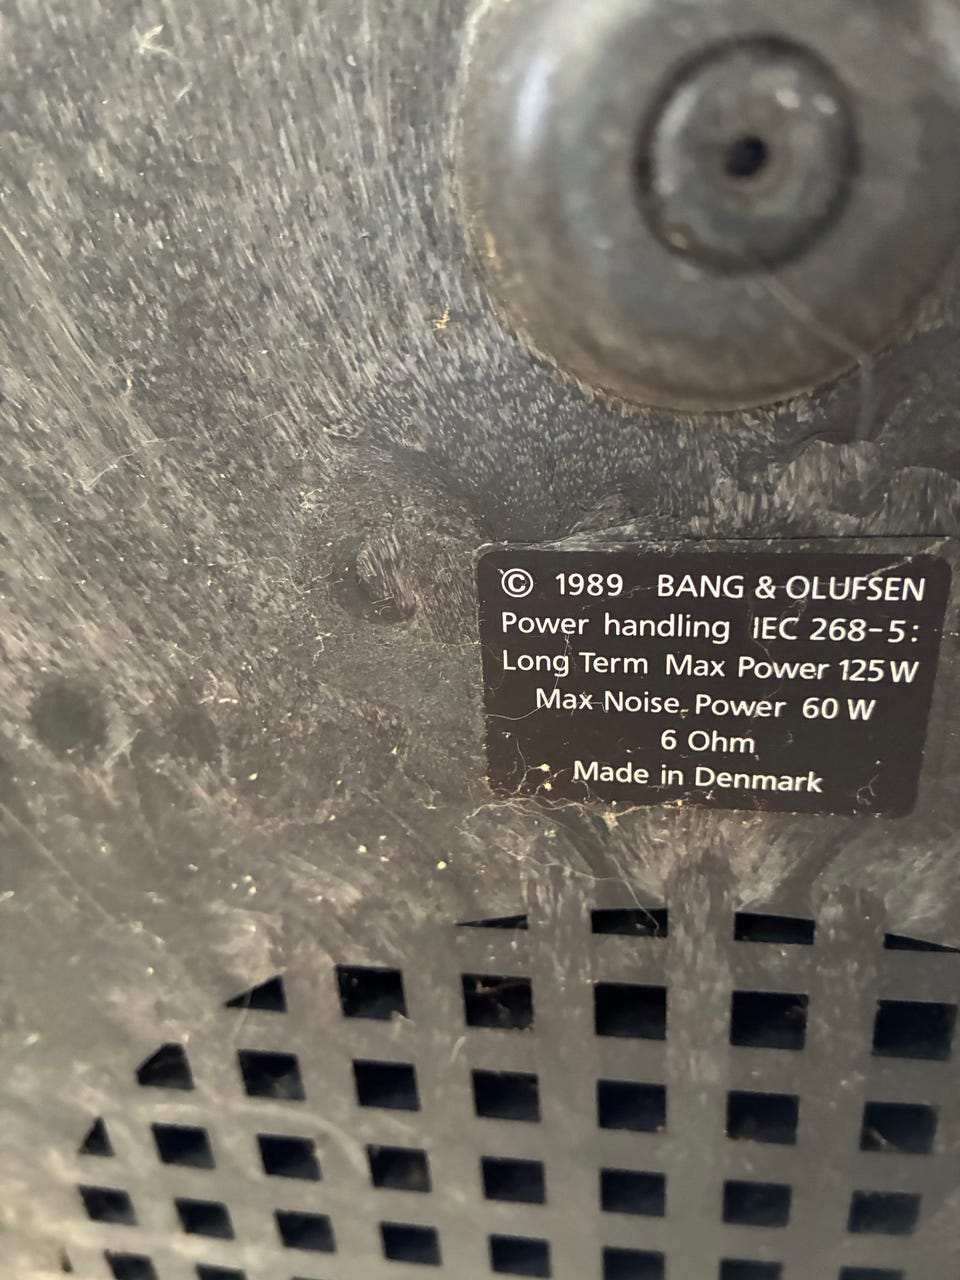 © 1989 BANG & OLUFSEN
Power handling IEC 268-5:
Long Term Max Power 125 W
Max Noise Power 60 W
6 Ohm
Made in Denmark